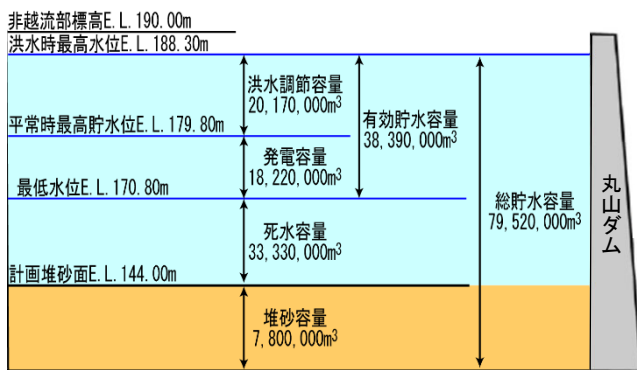 非越流部標高E.L.190.00m
洪水時最高水位E.L.188.30m
洪水調節容量
20,170,000m³
有効貯水容量
38,390,000m³
平常時最高貯水位E.L.179.80m
発電容量
18,220,000m³
最低水位E.L.170.80m
総貯水容量
79,520,000m³
丸山ダム
死水容量
33,330,000m³
計画堆砂面E.L.144.00m
堆砂容量
7,800,000m³